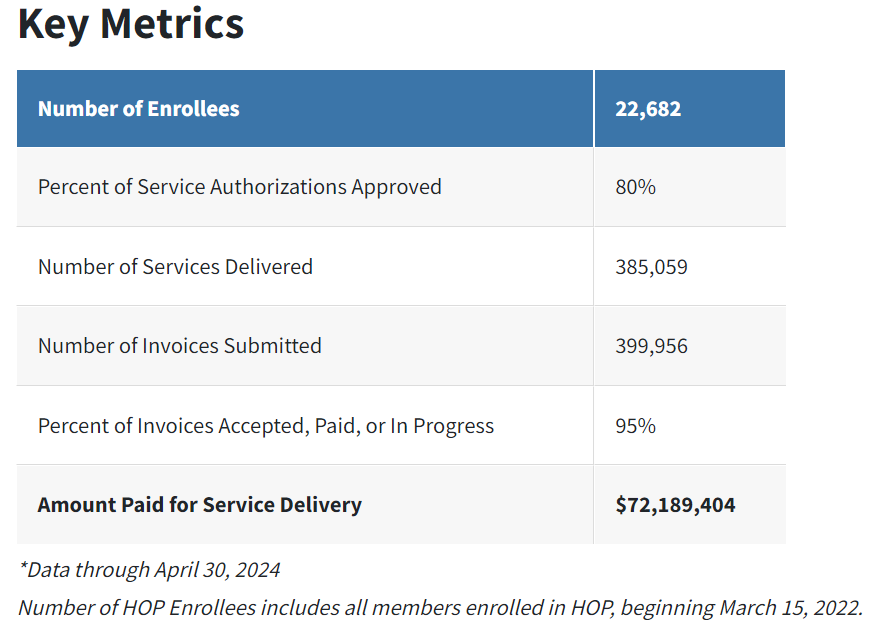 Key Metrics
Number of Enrollees 22,682
Percent of Service Authorizations Approved 80%
Number of Services Delivered 385,059
Number of Invoices Submitted 399,956
Percent of Invoices Accepted, Paid, or In Progress 95%
Amount Paid for Service Delivery $72,189,404
*Data through April 30, 2024
Number of HOP Enrollees includes all members enrolled in HOP, beginning March 15, 2022.